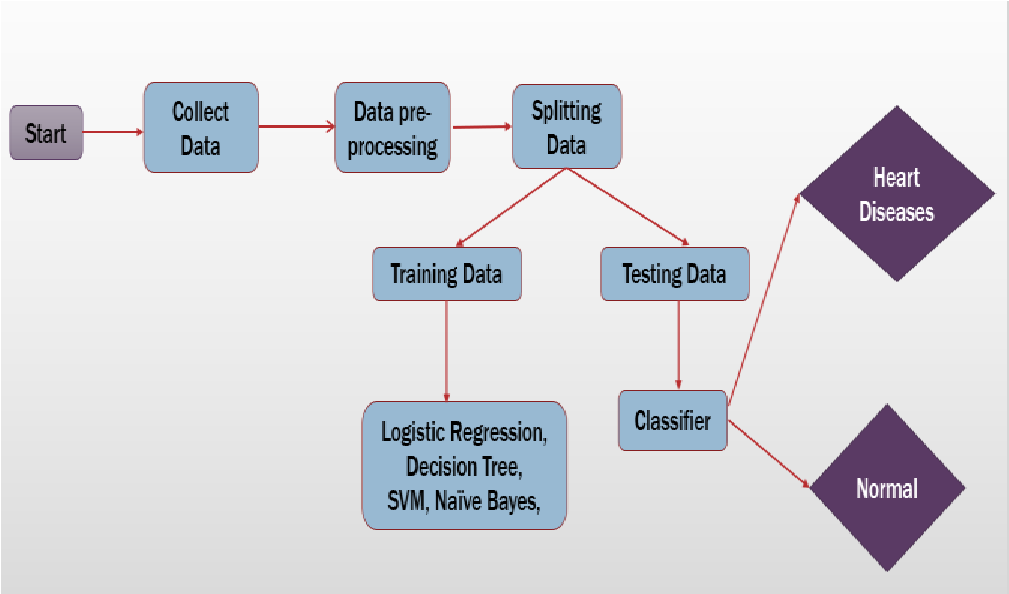 Start
Collect
Data
Data pre-
processing
Splitting
Data
Training Data
Testing Data
Heart
Diseases
Logistic Regression,
Decision Tree,
SVM, Naïve Bayes,
Classifier
Normal